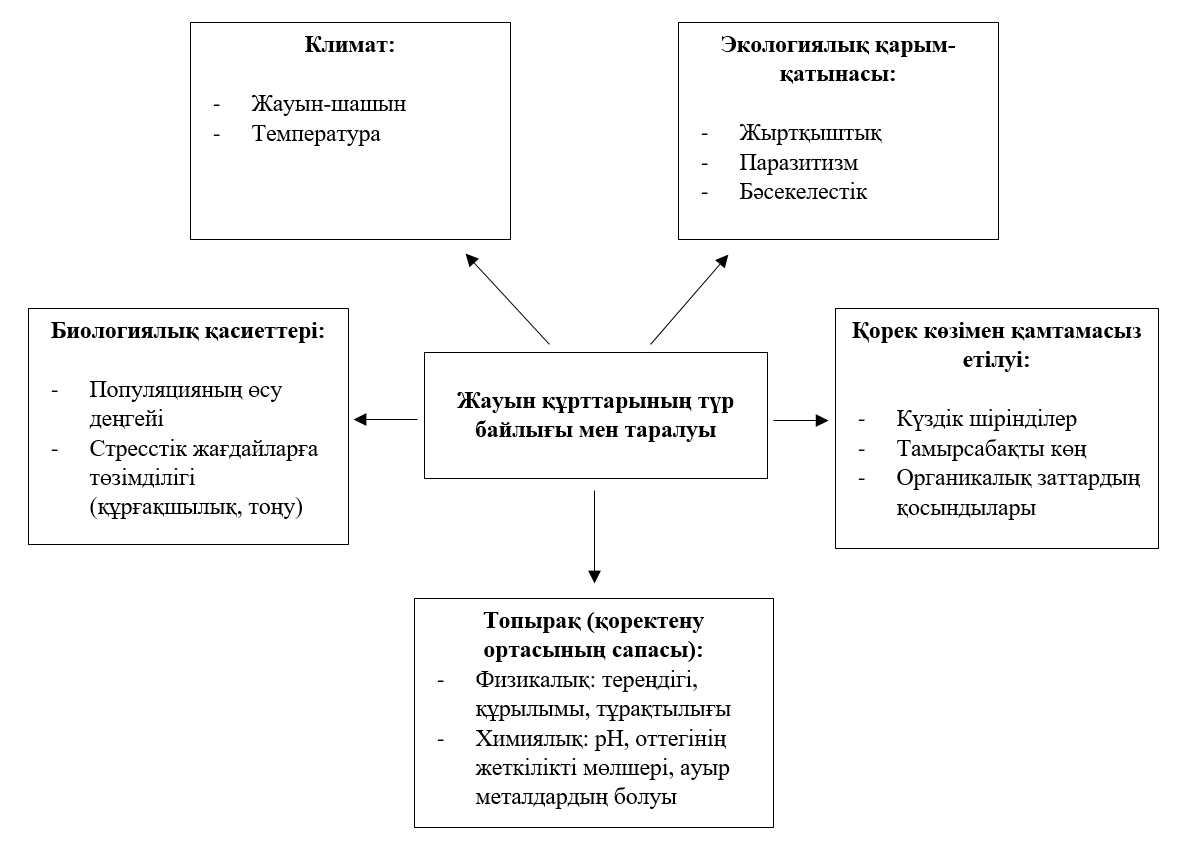 Климат:
- Жауын-шашын
- Температура
Экологиялық қарым-
қатынасы:
- Жыртқыштық
- Паразитизм
- Бәсекелестік
Биологиялық қасиеттері:
- Популяцияның өсу
деңгейі
- Стресстік жағдайларға
төзімділігі
(құрғақшылық, тоңу)
Жауын құрттарының түр
байлығы мен таралуы
Қорек көзімен қамтамасыз
етілуі:
- Күздік шірінділер
- Тамырсабақты көң
- Органикалық заттардың
қосындылары
Топырақ (қоректену
ортасының сапасы):
- Физикалық: тереңдігі,
құрылымы, тұрақтылығы
- Химиялық: pH, оттегінің
жеткілікті мөлшері, ауыр
металдардың болуы